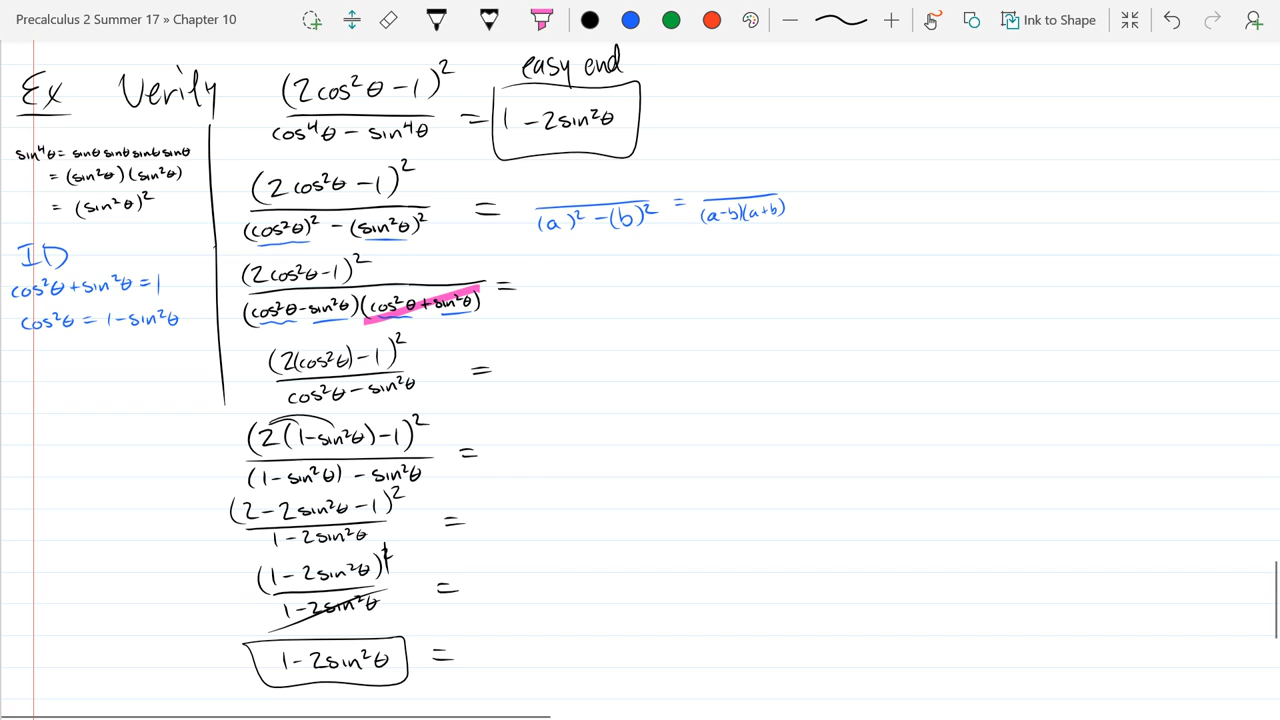 Precalculus 2 Summer 17 » Chapter 10
Ink to Shape
easy end
Ex Verify (2cos²θ - 1)² / cos⁴θ - sin⁴θ = 1 - 2sin²θ
sin⁴θ = sinθ sinθ sinθ sinθ
= (sin²θ)(sin²θ)
= (sin²θ)²
ID
cos²θ + sin²θ = 1
cos²θ = 1 - sin²θ
(2cos²θ - 1)² / (cos²θ)² - (sin²θ)² = / (a)² - (b)² = / (a-b)(a+b)
(2cos²θ - 1)² / (cos²θ - sin²θ)(cos²θ + sin²θ) =
(2(cos²θ) - 1)² / cos²θ - sin²θ =
(2(1 - sin²θ) - 1)² / (1 - sin²θ) - sin²θ =
(2 - 2sin²θ - 1)² / 1 - 2sin²θ =
(1 - 2sin²θ)² / 1 - 2sin²θ =
1 - 2sin²θ =